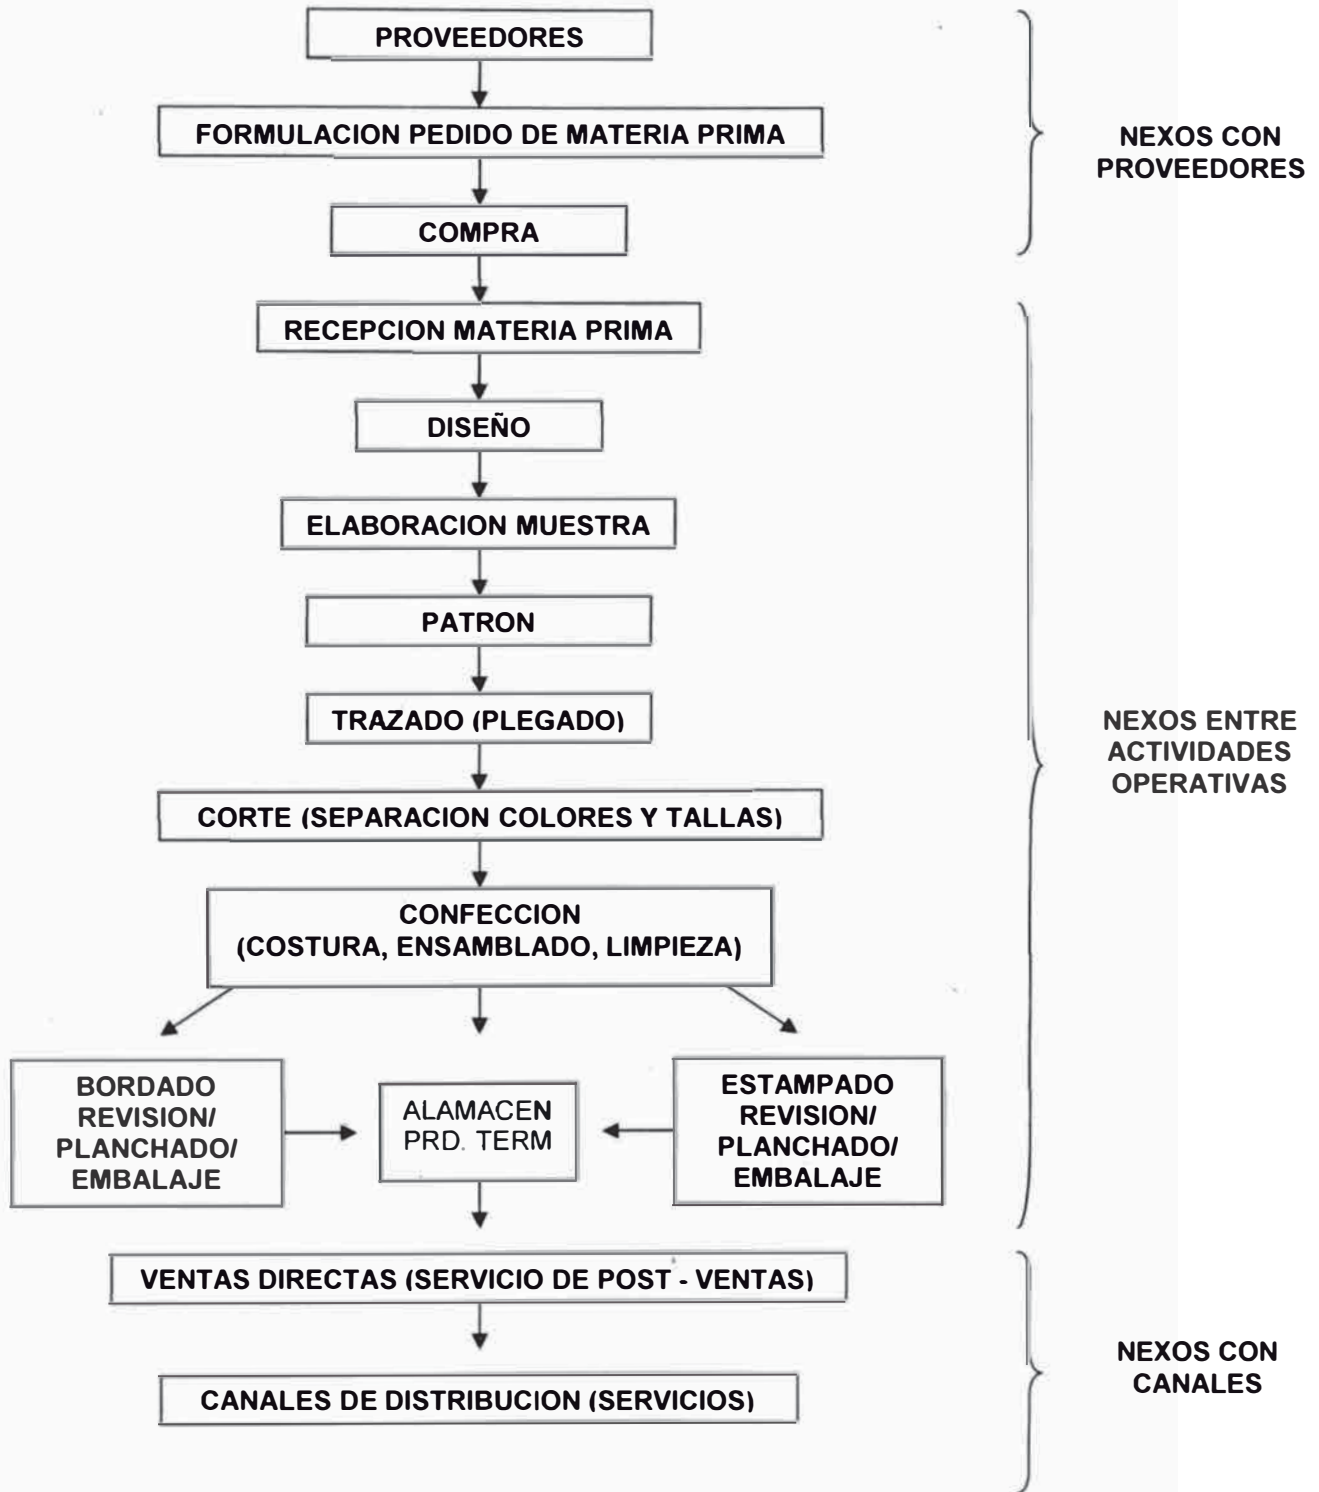 PROVEEDORES
FORMULACION PEDIDO DE MATERIA PRIMA
NEXOS CON
PROVEEDORES
COMPRA
RECEPCION MATERIA PRIMA
DISEÑO
ELABORACION MUESTRA
PATRON
TRAZADO (PLEGADO)
NEXOS ENTRE
ACTIVIDADES
OPERATIVAS
CORTE (SEPARACION COLORES Y TALLAS)
CONFECCION
(COSTURA, ENSAMBLADO, LIMPIEZA)
BORDADO
REVISION/
PLANCHADO/
EMBALAJE
ALAMACEN
PRD. TERM
ESTAMPADO
REVISION/
PLANCHADO/
EMBALAJE
VENTAS DIRECTAS (SERVICIO DE POST - VENTAS)
CANALES DE DISTRIBUCION (SERVICIOS)
NEXOS CON
CANALES